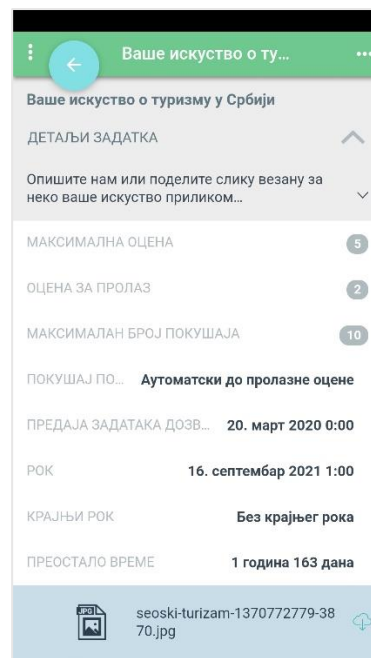 Ваше искуство о ту...
Ваше искуство о туризму у Србији
ДЕТАЉИ ЗАДАТКА
Опишите нам или поделите слику везану за
неко ваше искуство приликом...
МАКСИМАЛНА ОЦЕНА 5
ОЦЕНА ЗА ПРОЛАЗ 2
МАКСИМАЛАН БРОЈ ПОКУШАЈА 10
ПОКУШАЈ ПО... Аутоматски до пролазне оцене
ПРЕДАЈА ЗАДАТАКА ДОЗВ... 20. март 2020 0:00
РОК 16. септембар 2021 1:00
КРАЈЊИ РОК Без крајњег рока
ПРЕОСТАЛО ВРЕМЕ 1 година 163 дана
JPG
seoski-turizam-1370772779-38
70.jpg